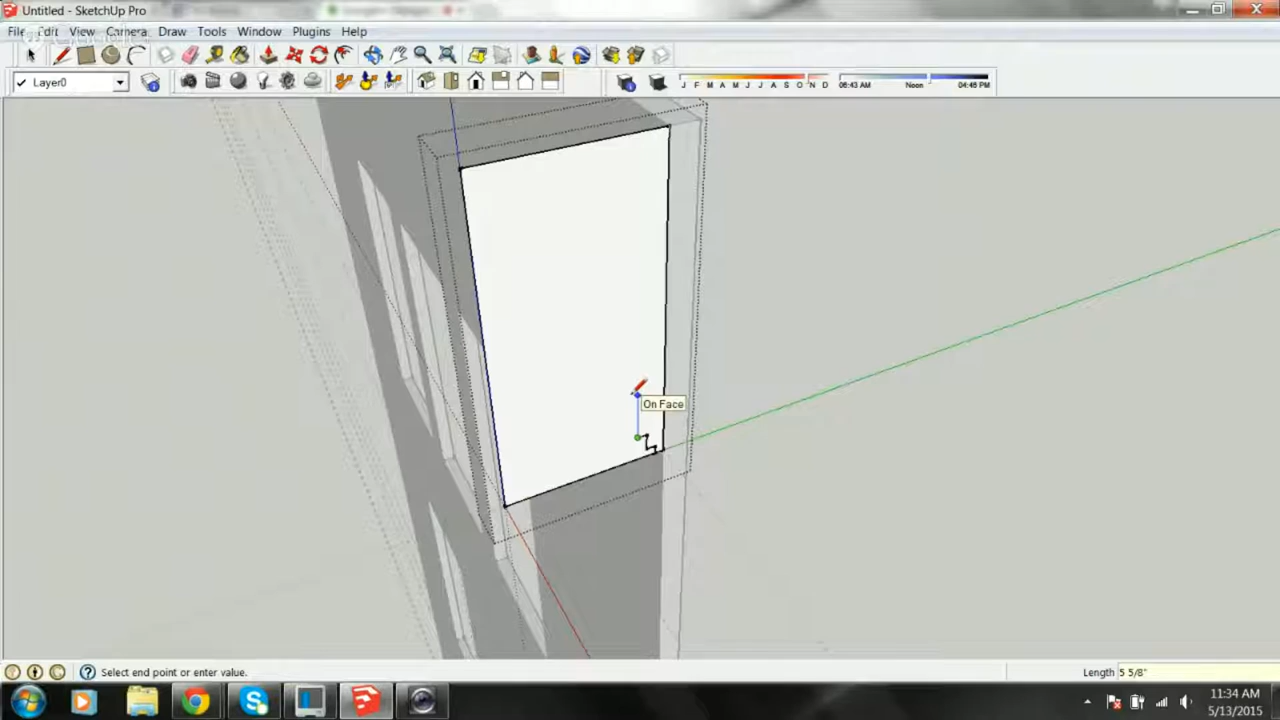 Untitled - SketchUp Pro
File Edit View Camera Draw Tools Window Plugins Help
Layer0
J F M A M J J A S O N D
06:43 AM Noon 04:45 PM
On Face
Select end point or enter value.
Length 5 5/8"
11:34 AM
5/13/2015